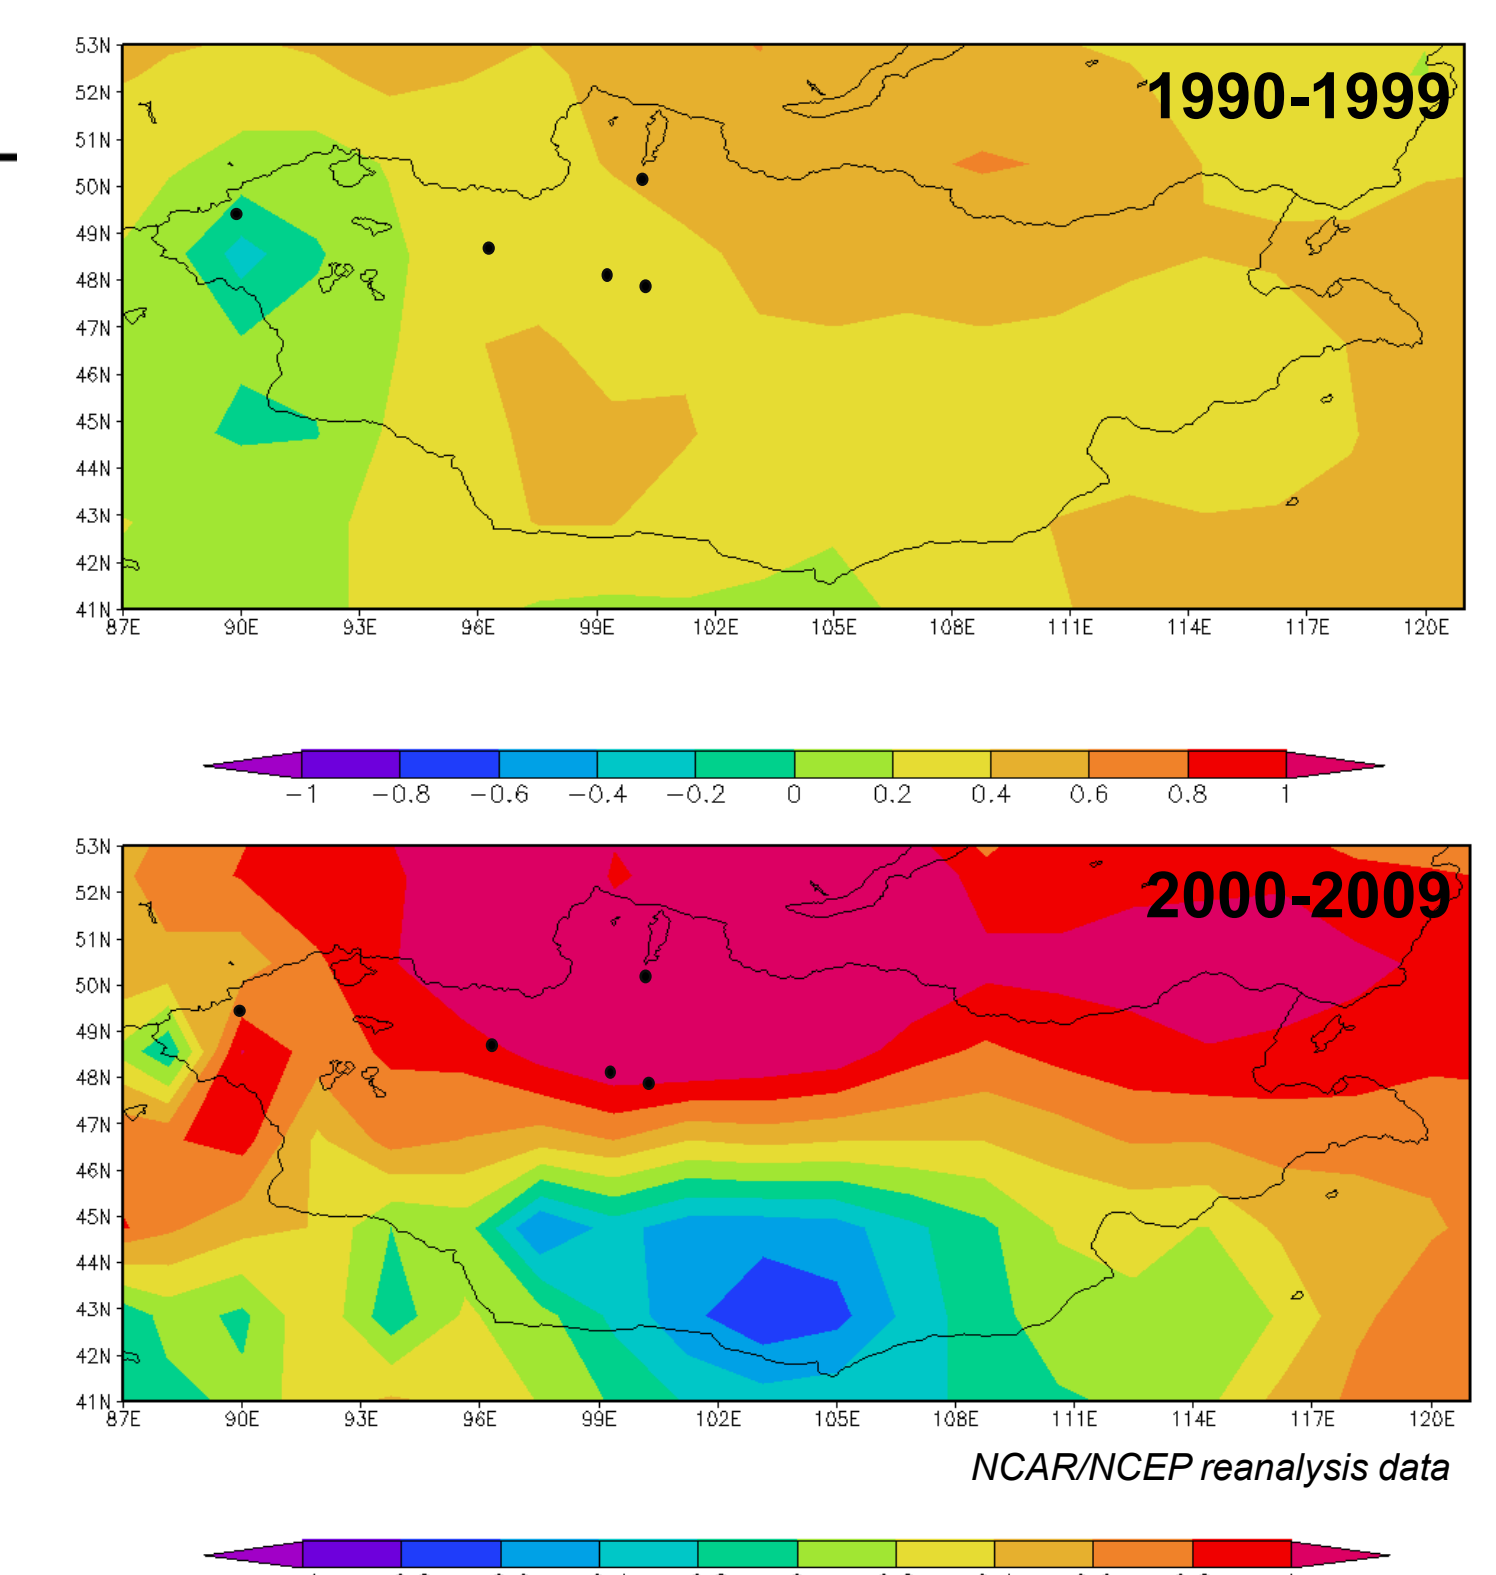 53N
52N
51N
50N
49N
48N
47N
46N
45N
44N
43N
42N
41N
1990-1999
87E 90E 93E 96E 99E 102E 105E 108E 111E 114E 117E 120E
−1 −0.8 −0.6 −0.4 −0.2 0 0.2 0.4 0.6 0.8 1
53N
52N
51N
50N
49N
48N
47N
46N
45N
44N
43N
42N
41N
2000-2009
87E 90E 93E 96E 99E 102E 105E 108E 111E 114E 117E 120E
NCAR/NCEP reanalysis data